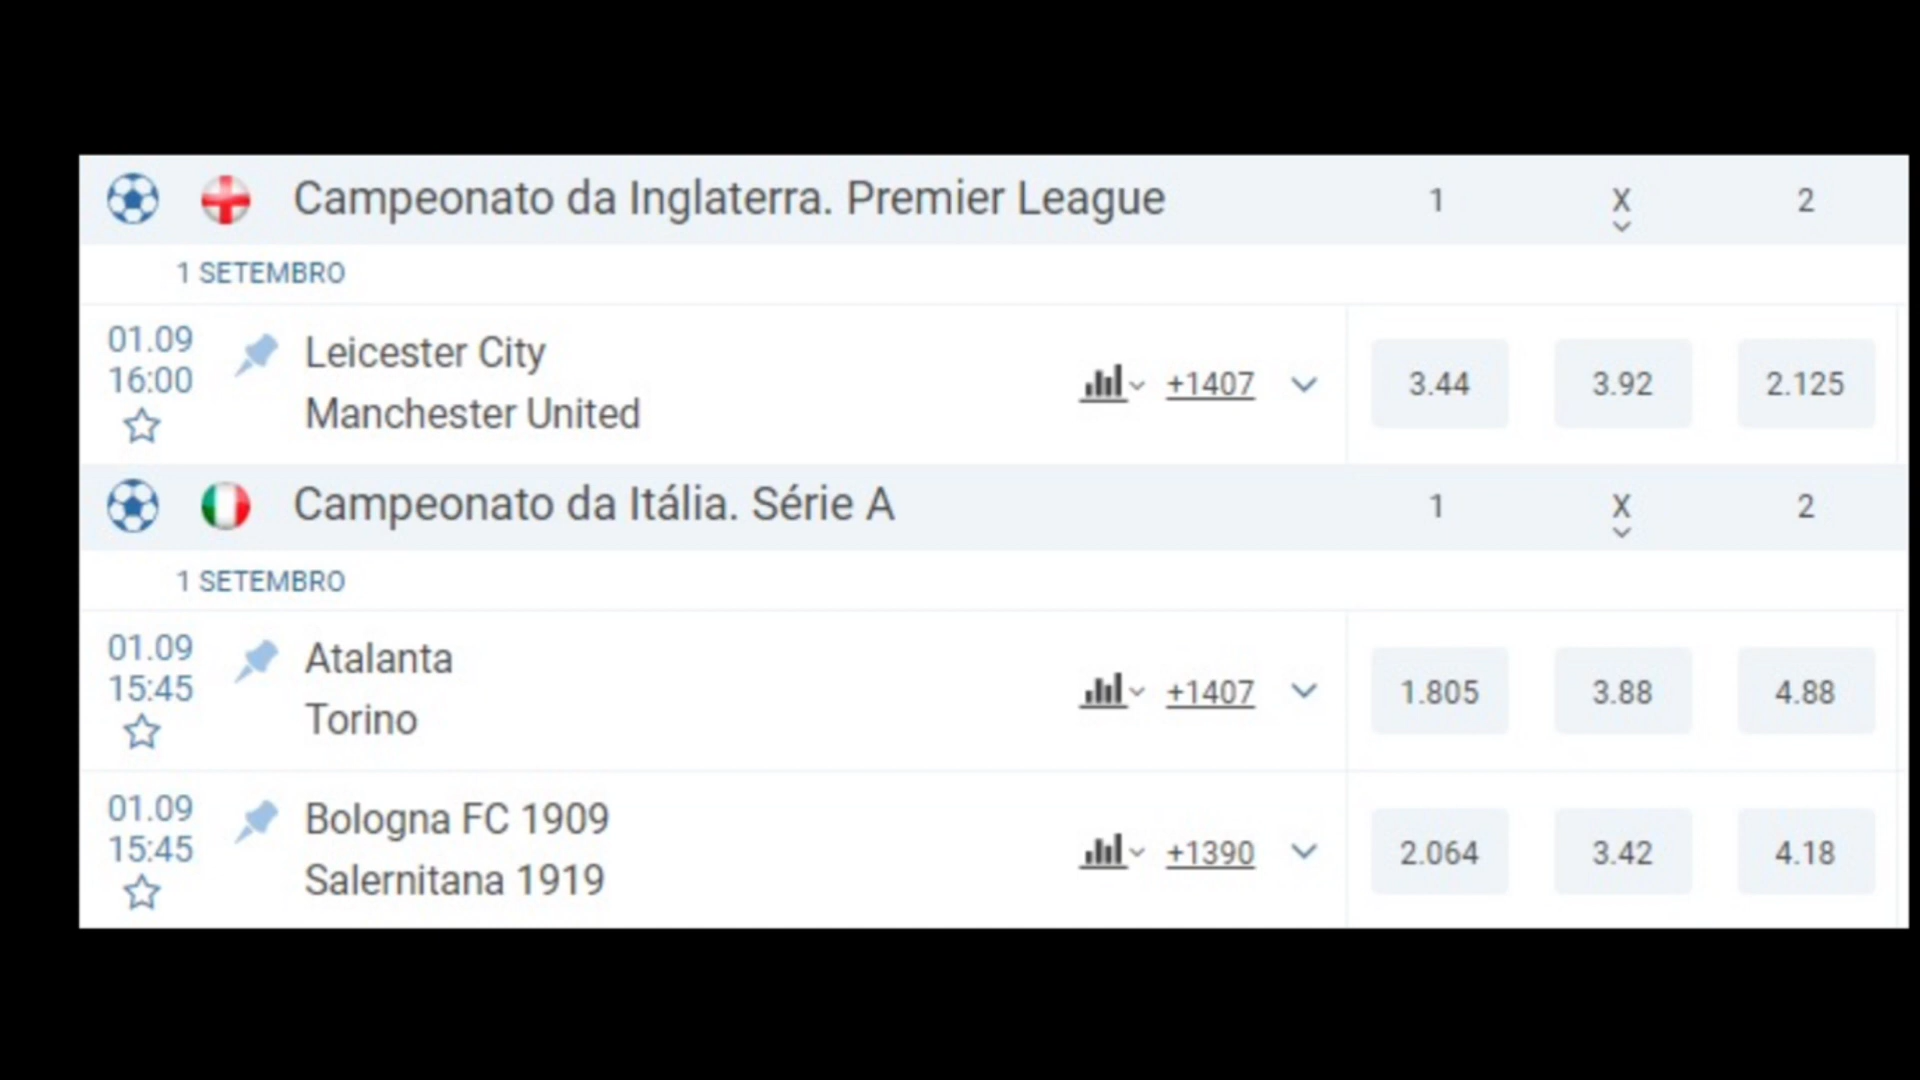 Campeonato da Inglaterra. Premier League 1 X 2
1 SETEMBRO
01.09
16:00
Leicester City
Manchester United
+1407
3.44 3.92 2.125
Campeonato da Itália. Série A 1 X 2
1 SETEMBRO
01.09
15:45
Atalanta
Torino
+1407
1.805 3.88 4.88
01.09
15:45
Bologna FC 1909
Salernitana 1919
+1390
2.064 3.42 4.18